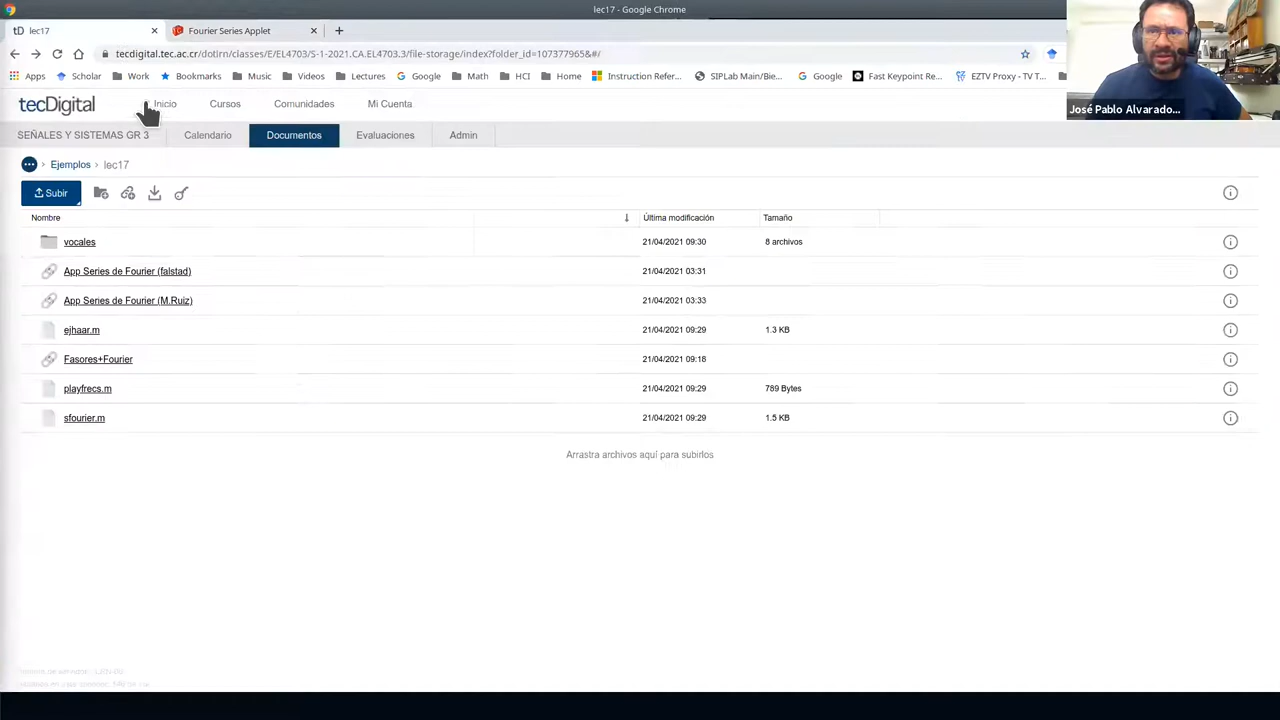 lec17 - Google Chrome
tD lec17
Fourier Series Applet
tecdigital.tec.ac.cr/dotlrn/classes/E/EL4703/S-1-2021.CA.EL4703.3/file-storage/index?folder_id=107377965&#/
Apps Scholar Work Bookmarks Music Videos Lectures Google Math HCI Home Instruction Refer... SIPLab Main/Bie... Google Fast Keypoint Re... EZTV Proxy - TV T...
José Pablo Alvarado...
tecDigital Inicio Cursos Comunidades Mi Cuenta
SEÑALES Y SISTEMAS GR 3 Calendario Documentos Evaluaciones Admin
Ejemplos lec17
Subir
Nombre Última modificación Tamaño
vocales 21/04/2021 09:30 8 archivos
App Series de Fourier (falstad) 21/04/2021 03:31
App Series de Fourier (M.Ruiz) 21/04/2021 03:33
ejhaar.m 21/04/2021 09:29 1.3 KB
Fasores+Fourier 21/04/2021 09:18
playfrecs.m 21/04/2021 09:29 789 Bytes
sfourier.m 21/04/2021 09:29 1.5 KB
Arrastra archivos aquí para subirlos